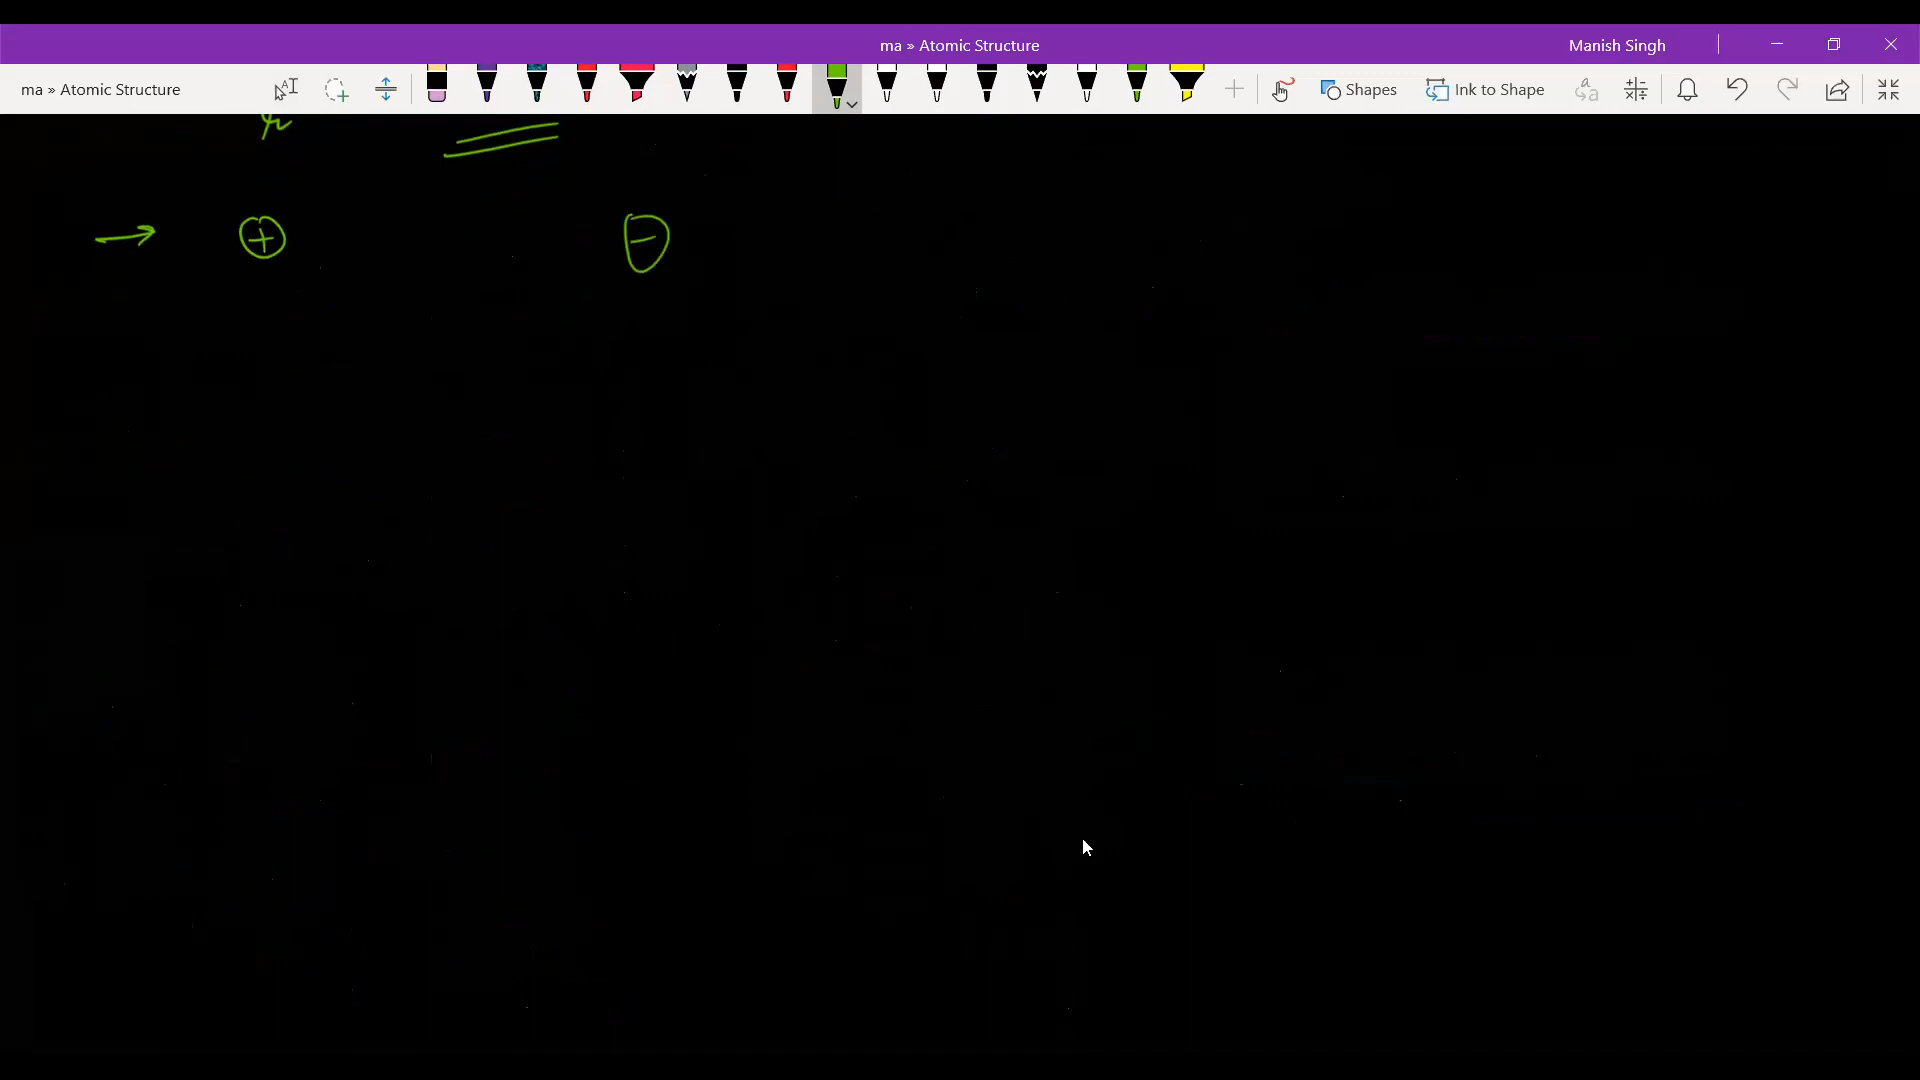 ma » Atomic Structure
Manish Singh
ma » Atomic Structure
Shapes
Ink to Shape
r
→ ⊕ ⊖